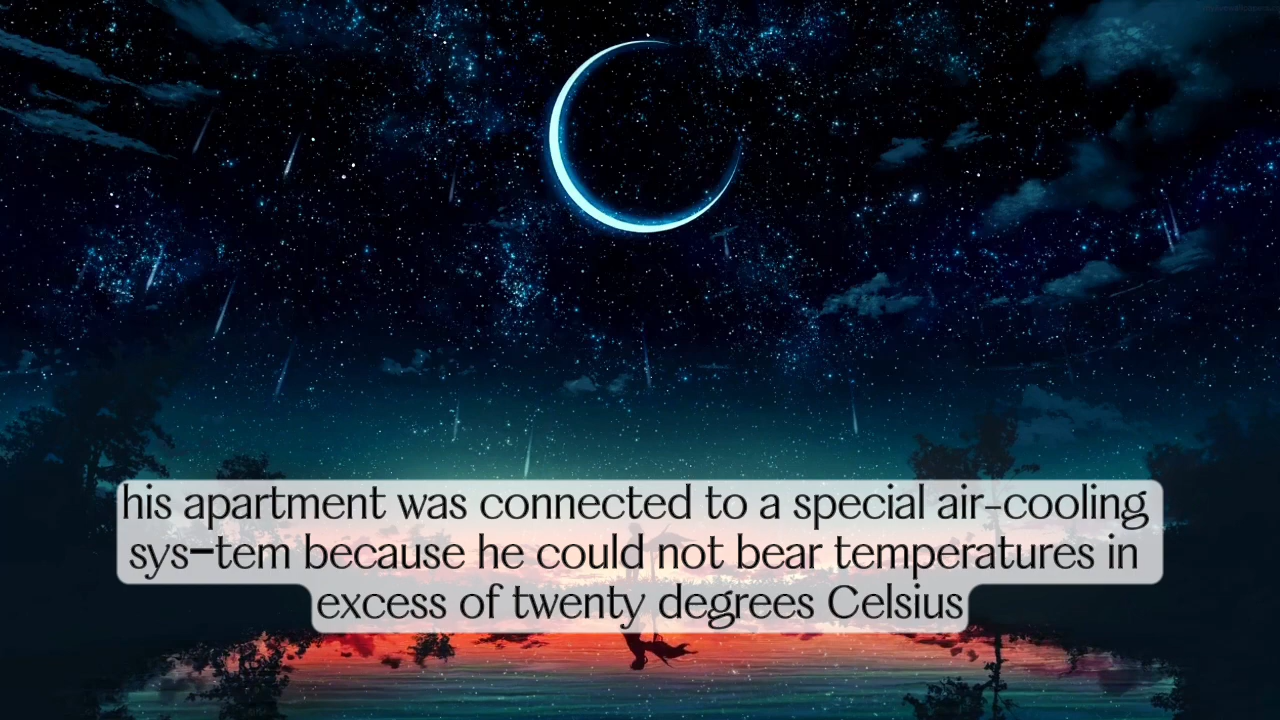 his apartment was connected to a special air-cooling
sys–tem because he could not bear temperatures in
excess of twenty degrees Celsius